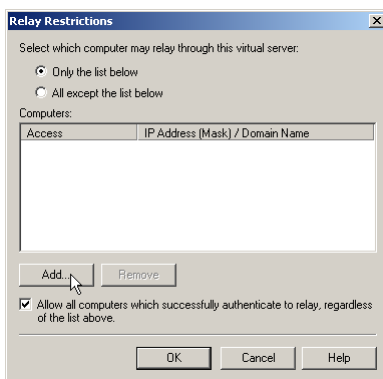 Relay Restrictions
Select which computer may relay through this virtual server:
Only the list below
All except the list below
Computers:
Access IP Address (Mask) / Domain Name
Add... Remove
Allow all computers which successfully authenticate to relay, regardless
of the list above.
OK Cancel Help